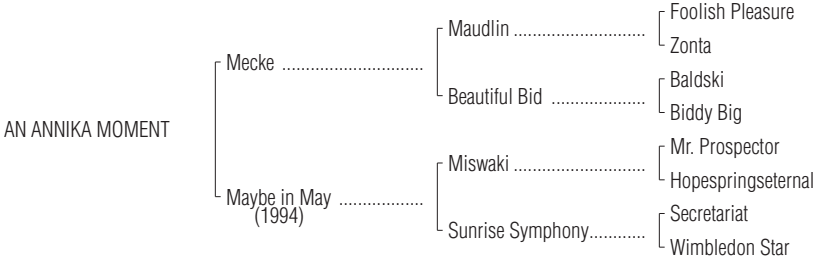 Foolish Pleasure
Maudlin ............................
Zonta
Mecke ..............................
Baldski
Beautiful Bid ....................
Biddy Big
AN ANNIKA MOMENT
Mr. Prospector
Miswaki ............................
Hopespringseternal
Maybe in May ..................
(1994)
Secretariat
Sunrise Symphony............
Wimbledon Star